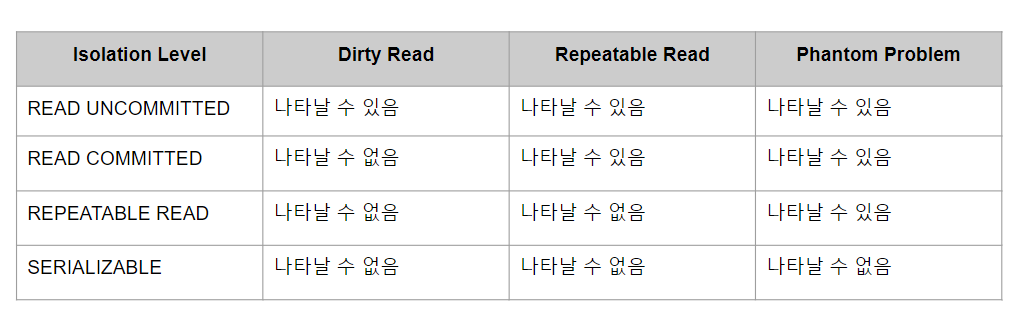 Isolation Level Dirty Read Repeatable Read Phantom Problem
READ UNCOMMITTED 나타날 수 있음 나타날 수 있음 나타날 수 있음
READ COMMITTED 나타날 수 없음 나타날 수 있음 나타날 수 있음
REPEATABLE READ 나타날 수 없음 나타날 수 없음 나타날 수 있음
SERIALIZABLE 나타날 수 없음 나타날 수 없음 나타날 수 없음